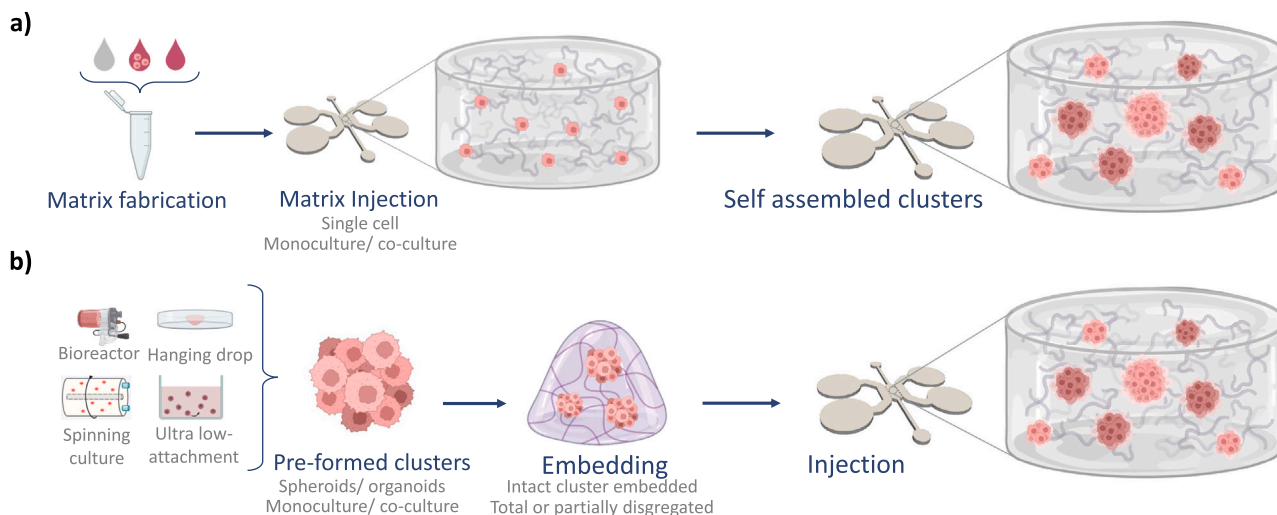 a)
Matrix fabrication
Matrix Injection
Single cell
Monoculture/ co-culture
Self assembled clusters
b)
Bioreactor
Hanging drop
Spinning
culture
Ultra low-
attachment
Pre-formed clusters
Spheroids/ organoids
Monoculture/ co-culture
Embedding
Intact cluster embedded
Total or partially disgregated
Injection